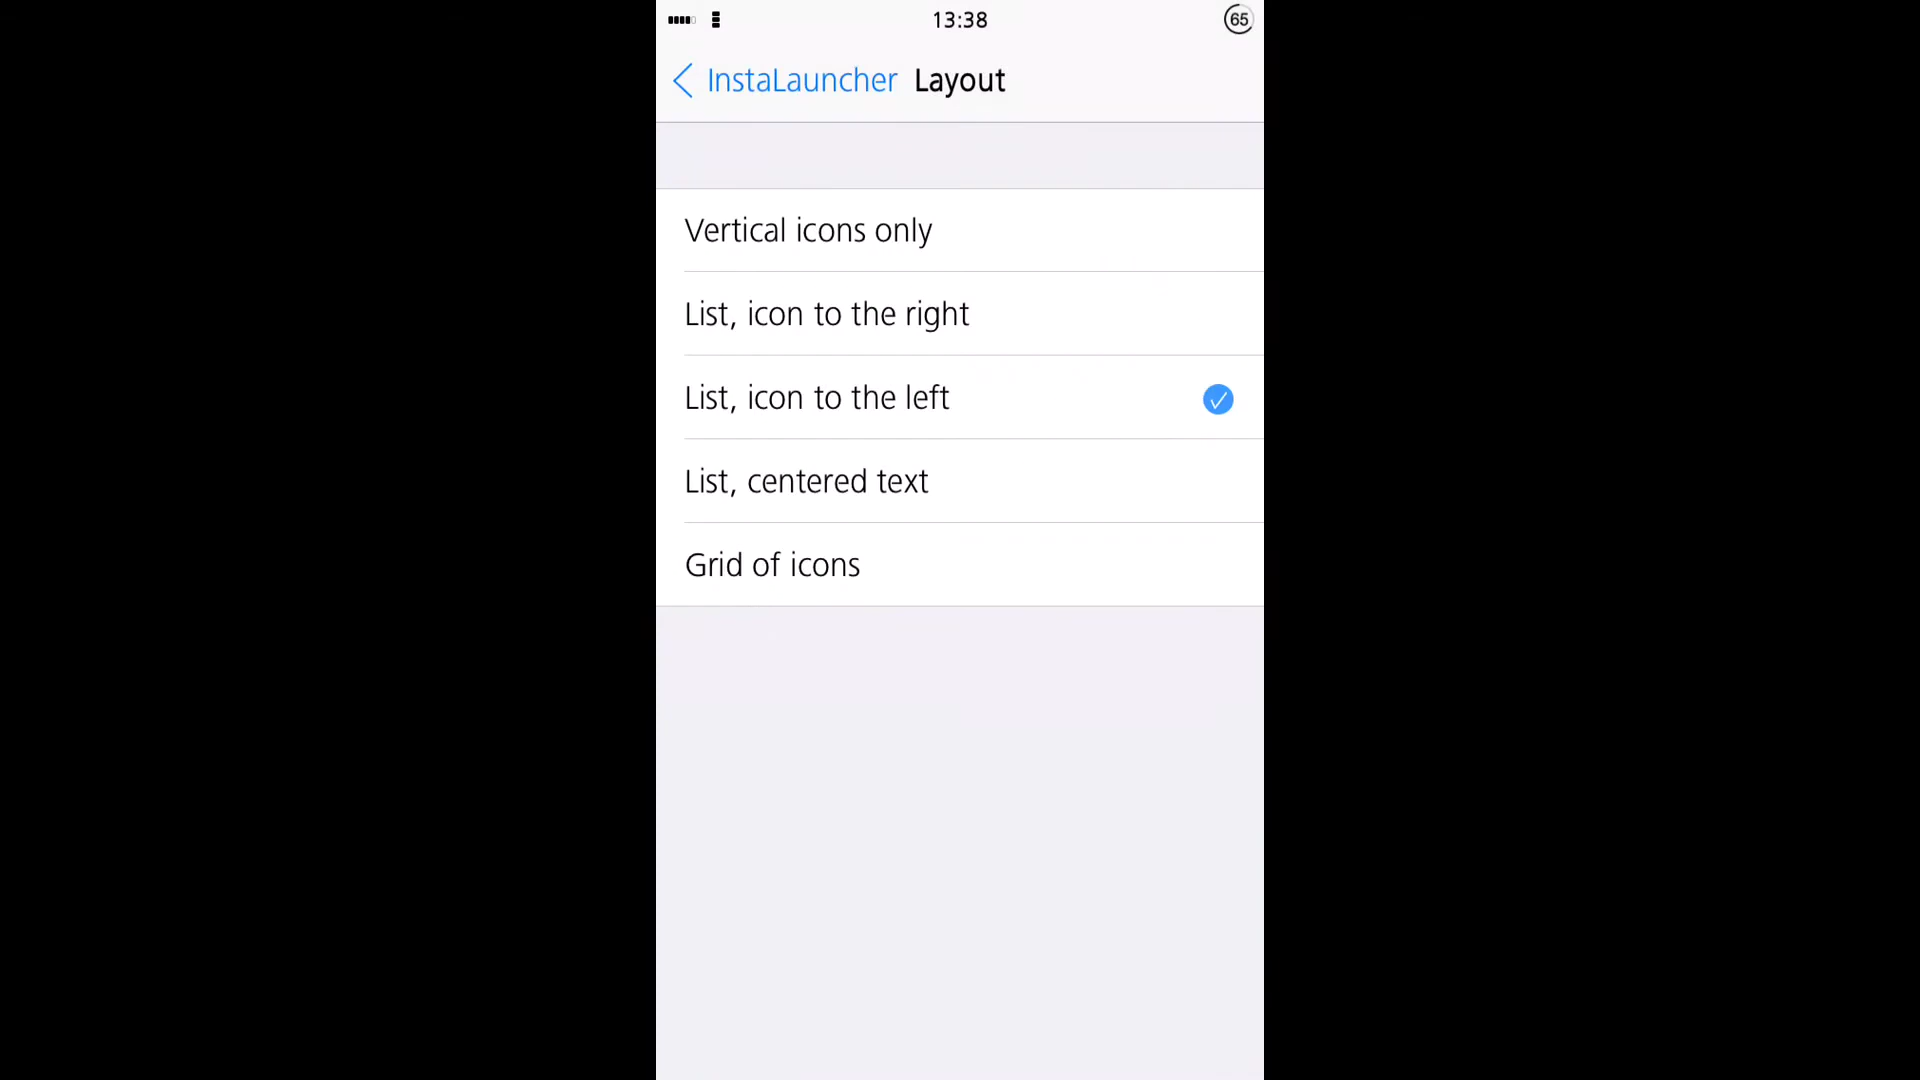 13:38
65
InstaLauncher Layout
Vertical icons only
List, icon to the right
List, icon to the left
List, centered text
Grid of icons